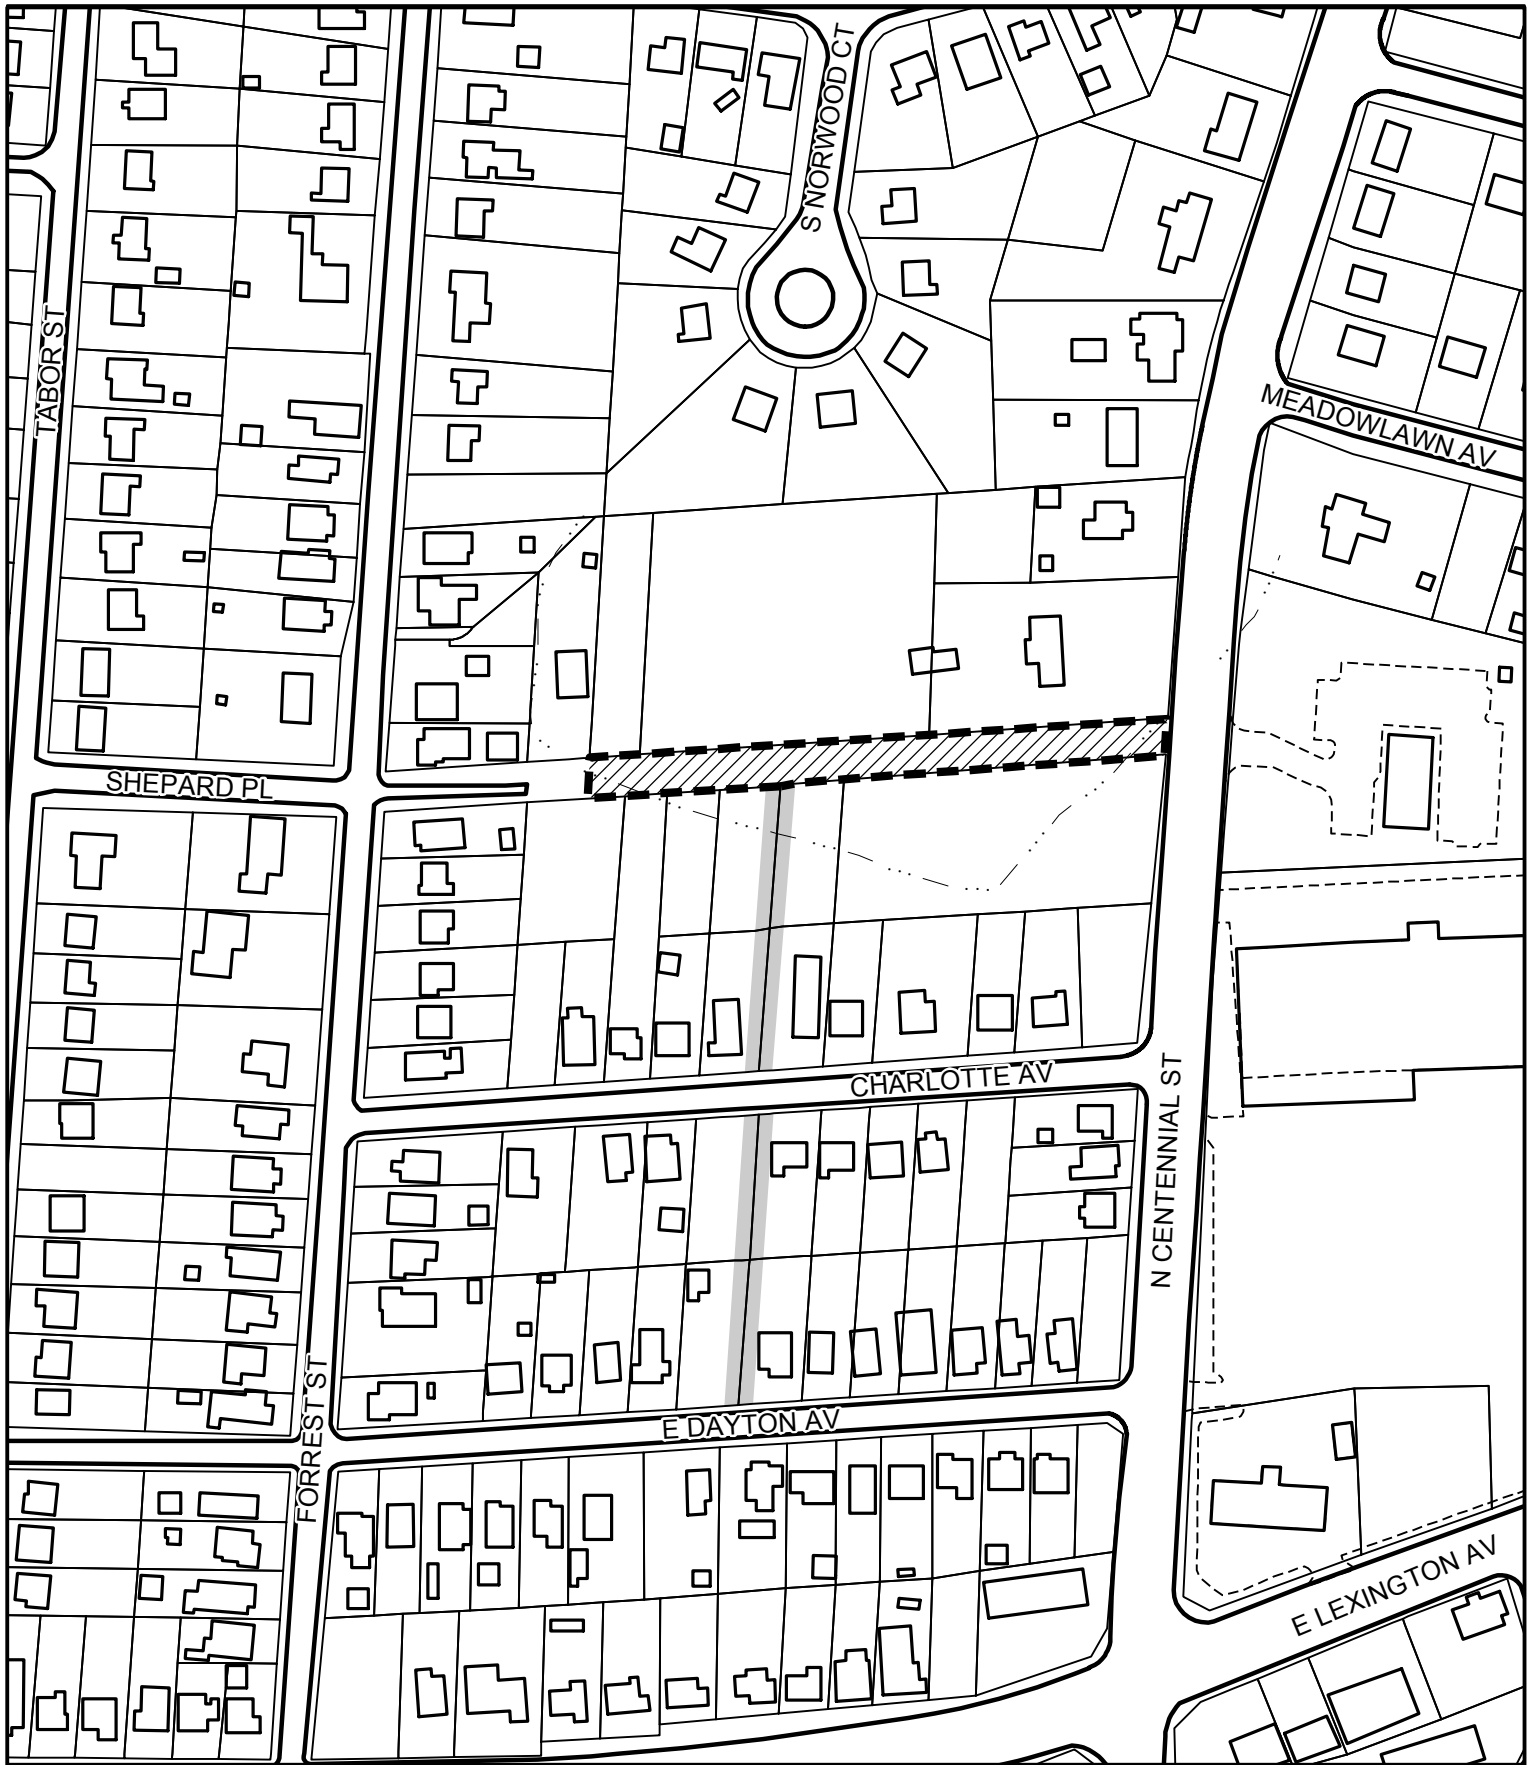 S NORWOOD CT
TABOR ST
MEADOWLAWN AV
SHEPARD PL
CHARLOTTE AV
N CENTENNIAL ST
FORREST ST
E DAYTON AV
E LEXINGTON AV